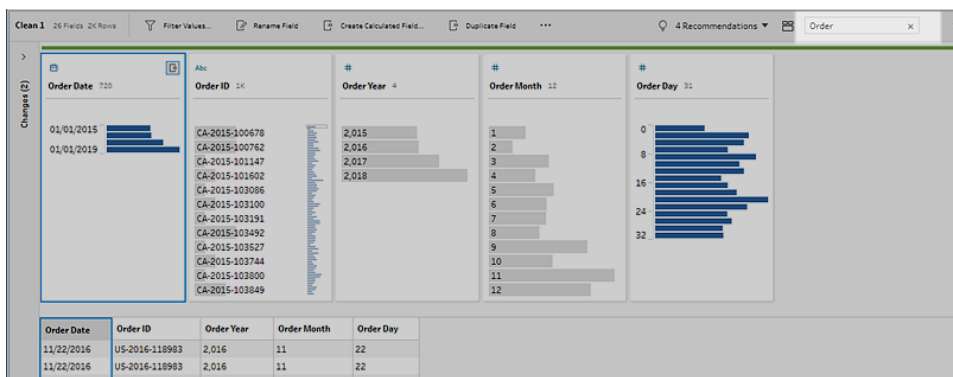 Clean 1 26 Fields 2K Rows Filter Values... Rename Field Create Calculated Field... Duplicate Field ... 4 Recommendations Order ×
Changes (2)
Order Date 720
01/01/2015
01/01/2019
Abc
Order ID 1K
CA-2015-100678
CA-2015-100762
CA-2015-101147
CA-2015-101602
CA-2015-103086
CA-2015-103100
CA-2015-103191
CA-2015-103492
CA-2015-103527
CA-2015-103744
CA-2015-103800
CA-2015-103849
#
Order Year 4
2,015
2,016
2,017
2,018
#
Order Month 12
1
2
3
4
5
6
7
8
9
10
11
12
#
Order Day 31
0
8
16
24
32
Order Date Order ID Order Year Order Month Order Day
11/22/2016 US-2016-118983 2,016 11 22
11/22/2016 US-2016-118983 2,016 11 22